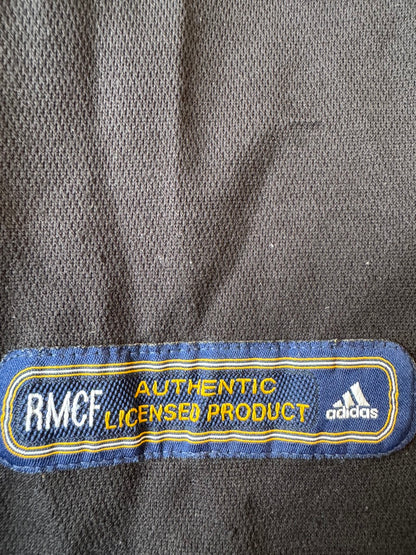 RMCF
AUTHENTIC
LICENSED PRODUCT
adidas